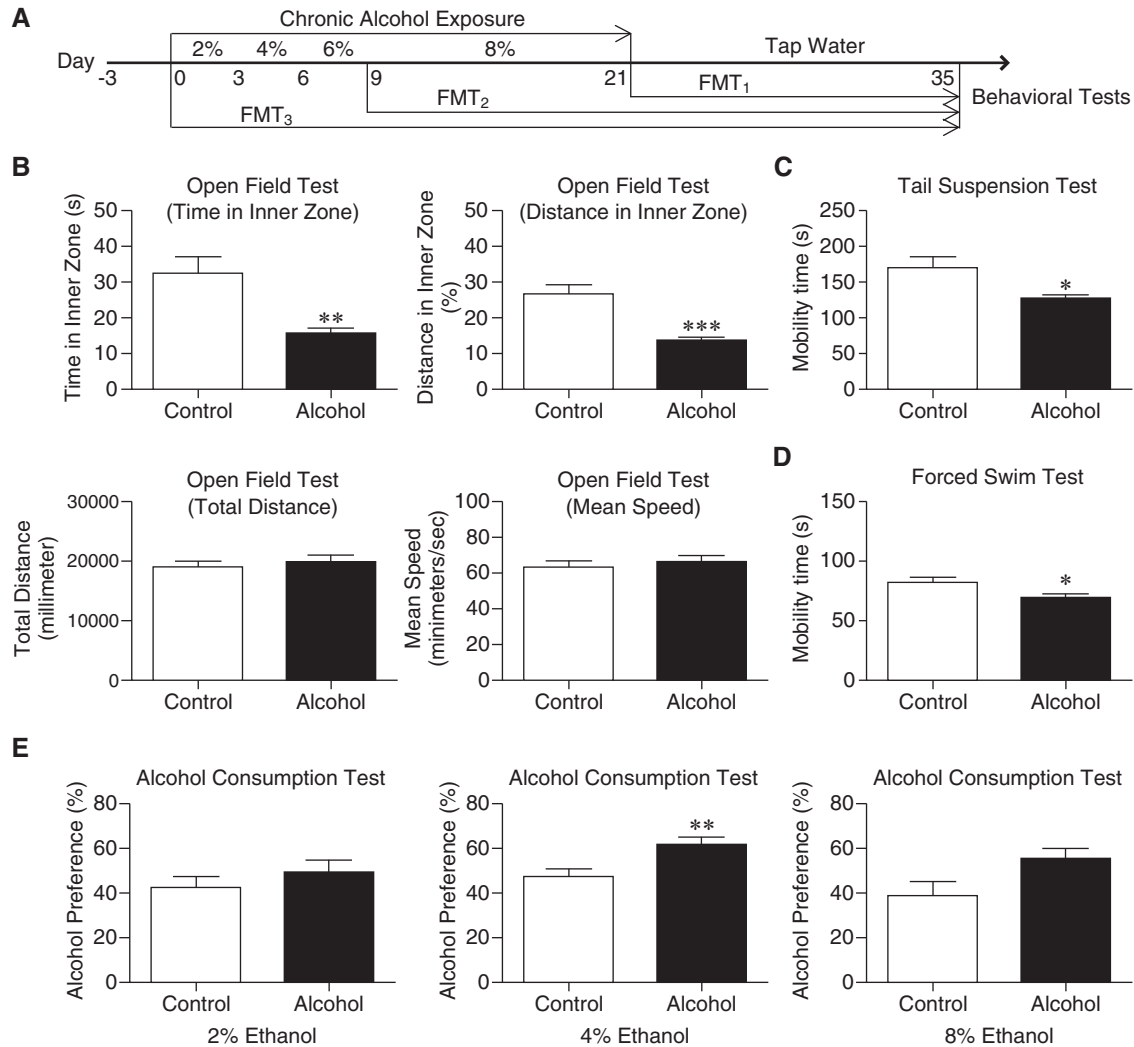 A
Chronic Alcohol Exposure
2% 4% 6% 8% Tap Water
Day
-3 0 3 6 9 21 35
FMT1
FMT2
FMT3
Behavioral Tests
B
Open Field Test
(Time in Inner Zone)
Time in Inner Zone (s)
50
40
30
20
10
0
**
Control Alcohol
Open Field Test
(Distance in Inner Zone)
Distance in Inner Zone
(%)
50
40
30
20
10
0
***
Control Alcohol
C
Tail Suspension Test
Mobility time (s)
250
200
150
100
50
0
*
Control Alcohol
Open Field Test
(Total Distance)
Total Distance
(millimeter)
30000
20000
10000
0
Control Alcohol
Open Field Test
(Mean Speed)
Mean Speed
(minimeters/sec)
100
80
60
40
20
0
Control Alcohol
D
Forced Swim Test
Mobility time (s)
150
100
50
0
*
Control Alcohol
E
Alcohol Consumption Test
Alcohol Preference (%)
80
60
40
20
0
Control Alcohol
2% Ethanol
Alcohol Consumption Test
Alcohol Preference (%)
80
60
40
20
0
**
Control Alcohol
4% Ethanol
Alcohol Consumption Test
Alcohol Preference (%)
80
60
40
20
0
Control Alcohol
8% Ethanol